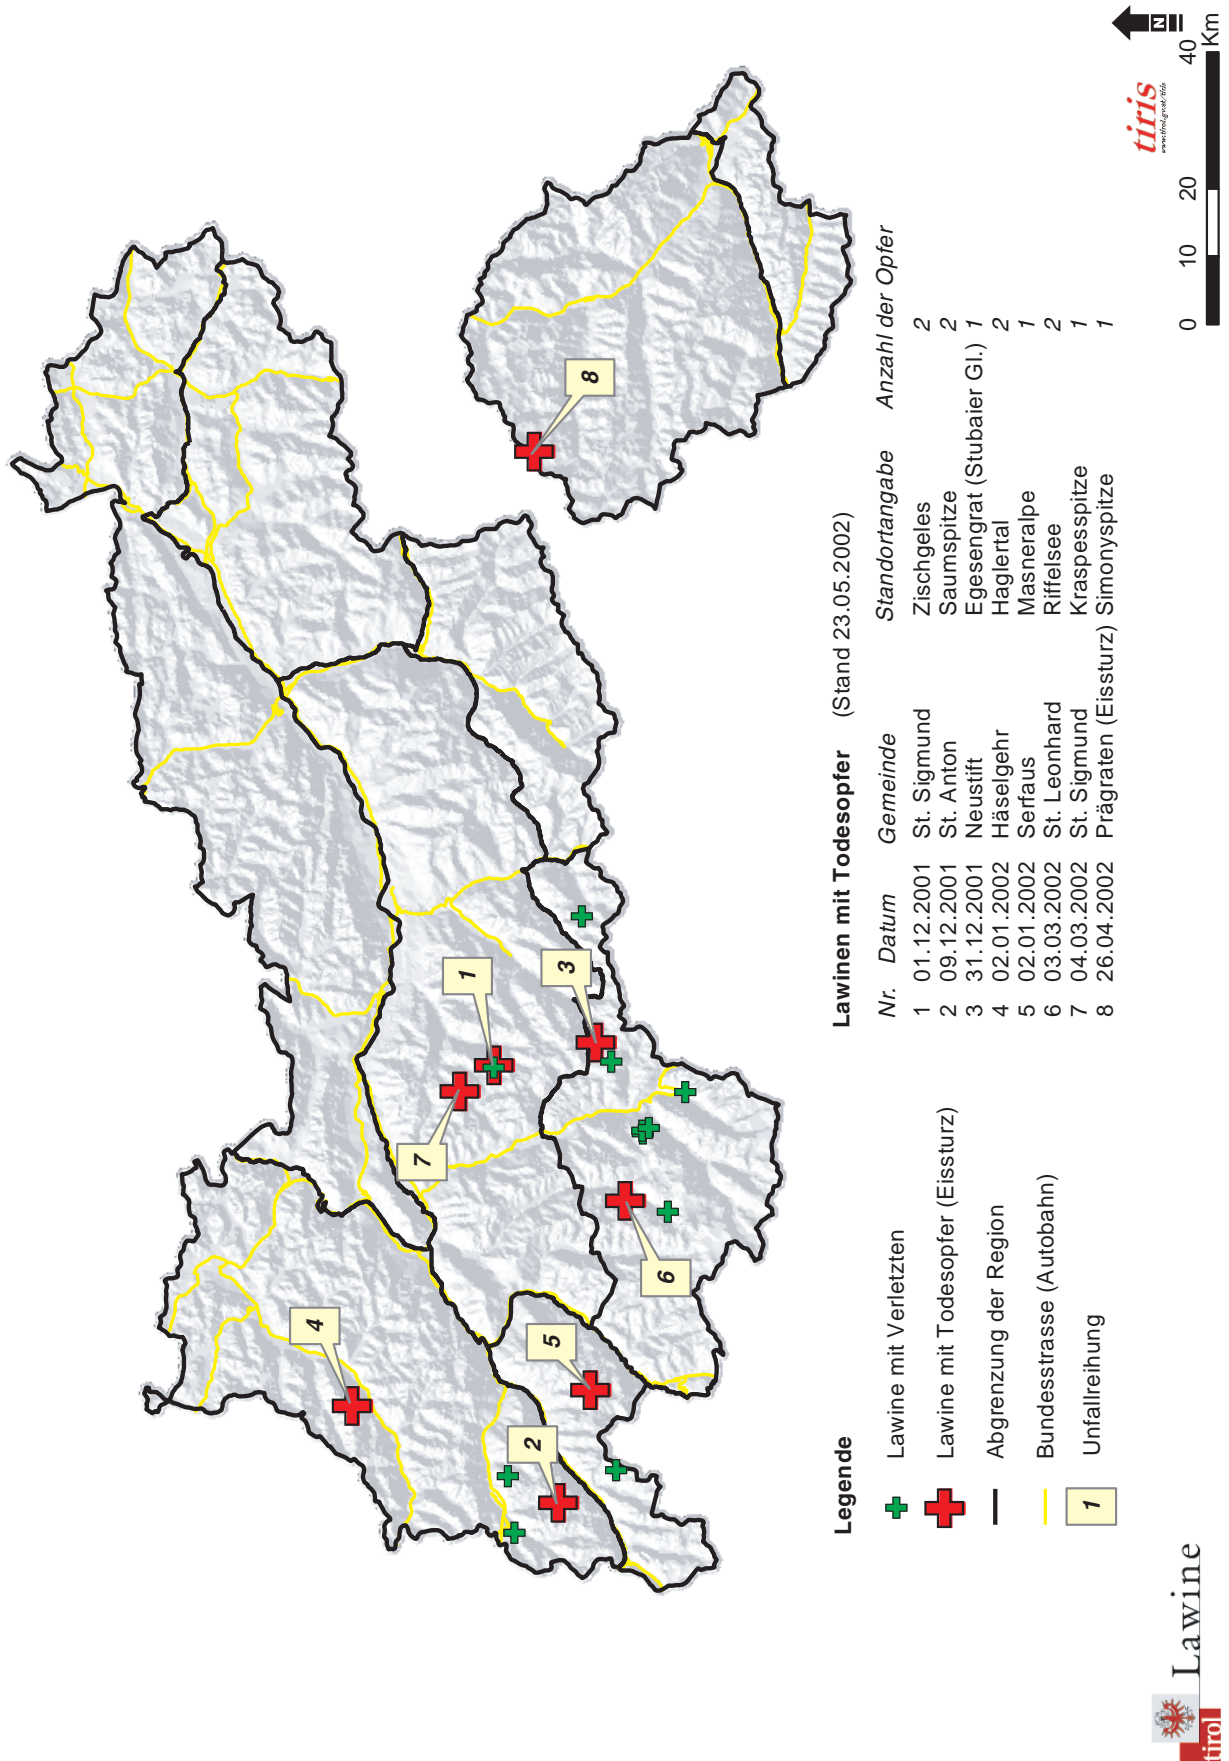 4
7
1
3
2
5
6
8
Legende
Lawine mit Verletzten
Lawine mit Todesopfer (Eissturz)
Abgrenzung der Region
Bundesstrasse (Autobahn)
1 Unfallreihung
Lawinen mit Todesopfer (Stand 23.05.2002)
Nr. Datum Gemeinde Standortangabe Anzahl der Opfer
1 01.12.2001 St. Sigmund Zischgeles 2
2 09.12.2001 St. Anton Saumspitze 2
3 31.12.2001 Neustift Egesengrat (Stubaier Gl.) 1
4 02.01.2002 Häselgehr Haglertal 2
5 02.01.2002 Serfaus Masneralpe 1
6 03.03.2002 St. Leonhard Riffelsee 2
7 04.03.2002 St. Sigmund Kraspesspitze 1
8 26.04.2002 Prägraten (Eissturz) Simonyspitze 1
tirol Lawine
tiris
www.tirol.gv.at/tiris
N
0 10 20 40
Km